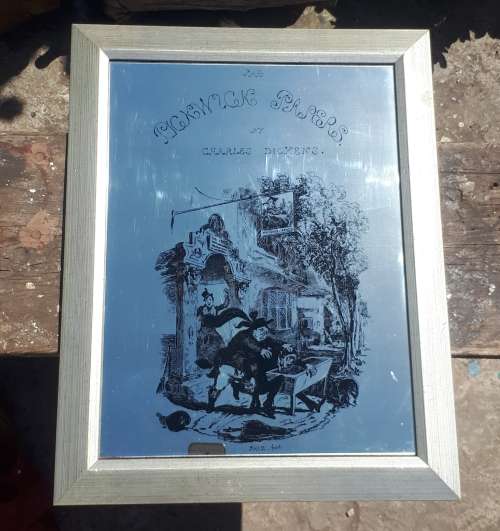 THE
PICKWICK PAPERS.
BY
CHARLES DICKENS.